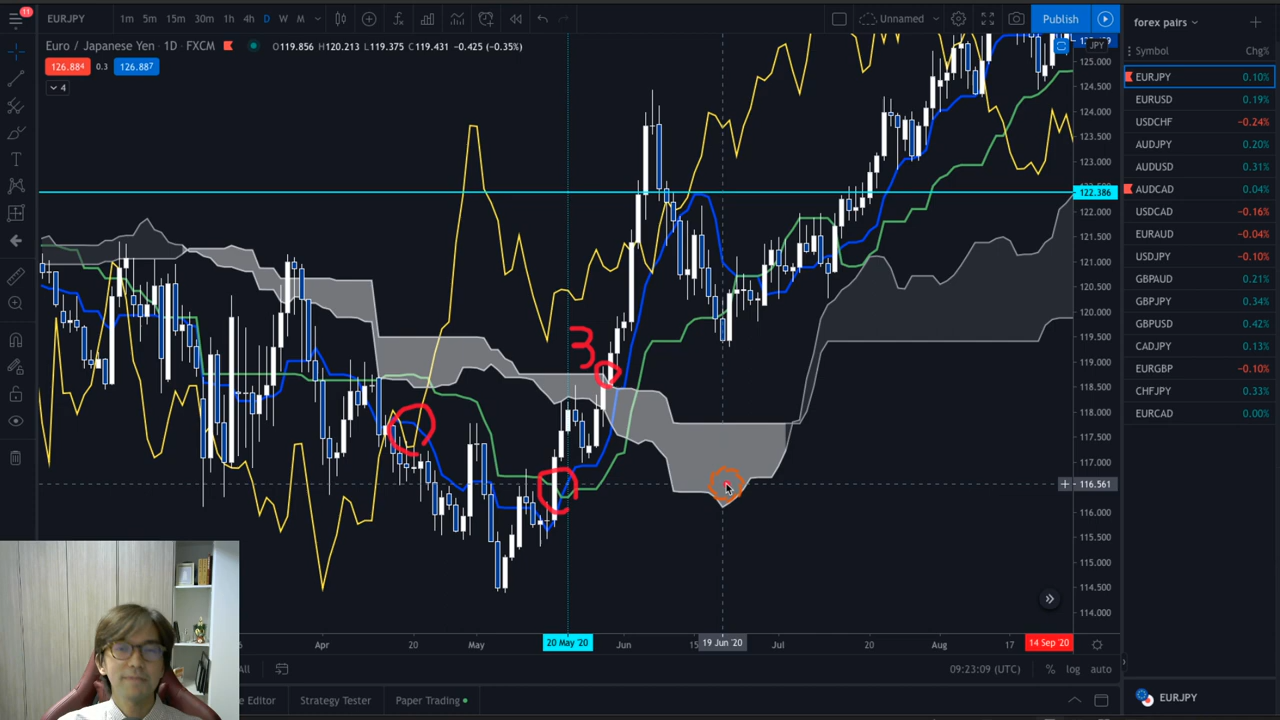 11
EURJPY 1m 5m 15m 30m 1h 4h D W M Unnamed Publish
forex pairs
Euro / Japanese Yen · 1D · FXCM O119.856 H120.213 L119.375 C119.431 -0.425 (-0.35%)
JPY
126.884 0.3 126.887
4
Symbol Chg%
EURJPY 0.10%
EURUSD 0.19%
USDCHF −0.24%
AUDJPY 0.20%
AUDUSD 0.31%
AUDCAD 0.04%
USDCAD −0.16%
EURAUD −0.04%
USDJPY −0.10%
GBPAUD 0.21%
GBPJPY 0.34%
GBPUSD 0.42%
CADJPY 0.13%
EURGBP −0.10%
CHFJPY 0.33%
EURCAD 0.00%
125.000
124.500
124.000
123.500
123.000
122.386
122.000
121.500
121.000
120.500
120.000
119.500
119.000
118.500
118.000
117.500
117.000
116.561
116.000
115.500
115.000
114.500
114.000
3
Apr 20 May 20 May '20 Jun 15 19 Jun '20 Jul 20 Aug 17 14 Sep '20
All 09:23:09 (UTC) % log auto
e Editor Strategy Tester Paper Trading
EURJPY